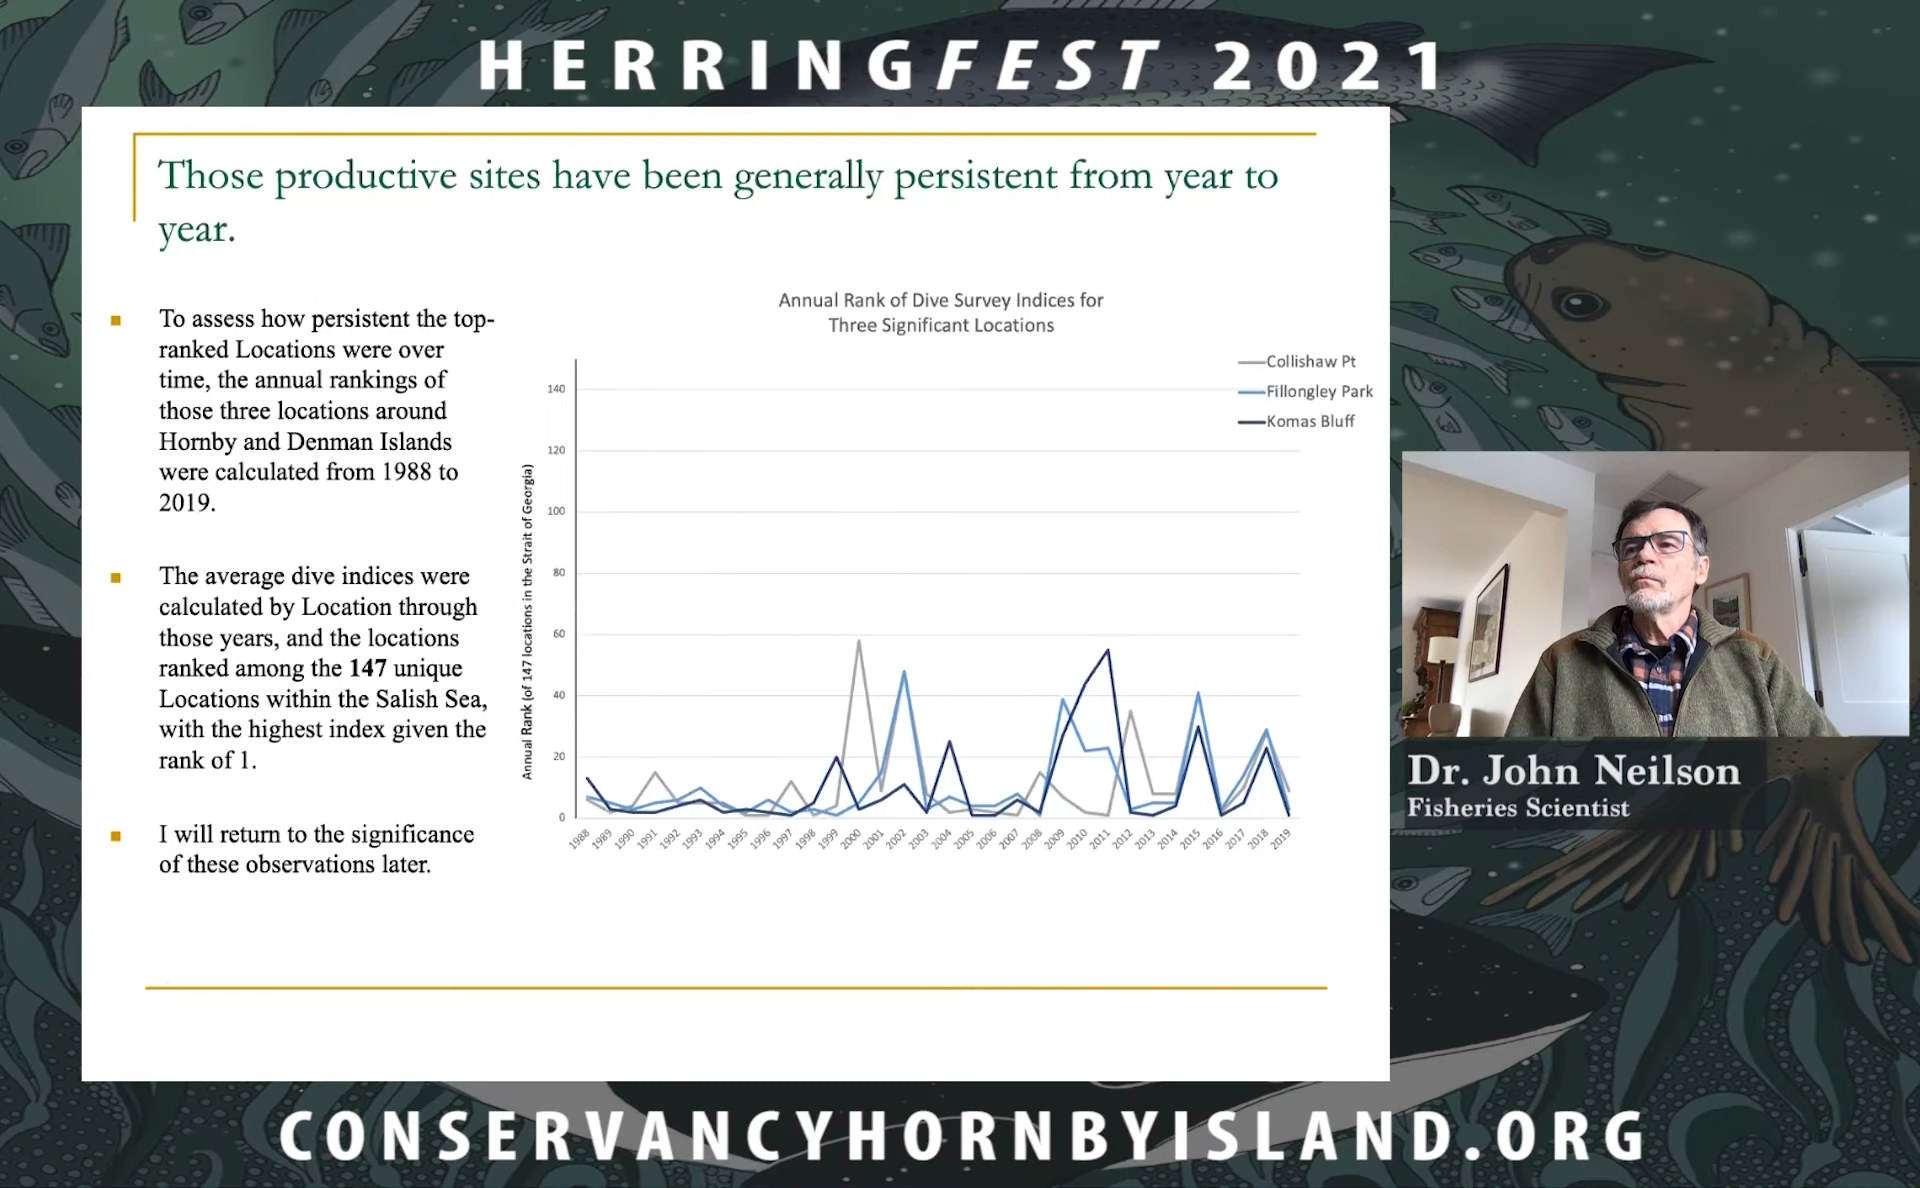 HERRINGFEST 2021
Those productive sites have been generally persistent from year to
year.
To assess how persistent the top-
ranked Locations were over
time, the annual rankings of
those three locations around
Hornby and Denman Islands
were calculated from 1988 to
2019.
The average dive indices were
calculated by Location through
those years, and the locations
ranked among the 147 unique
Locations within the Salish Sea,
with the highest index given the
rank of 1.
I will return to the significance
of these observations later.
Annual Rank of Dive Survey Indices for
Three Significant Locations
Collishaw Pt
Fillongley Park
Komas Bluff
Annual Rank (of 147 locations in the Strait of Georgia)
140
120
100
80
60
40
20
0
1988 1989 1990 1991 1992 1993 1994 1995 1996 1997 1998 1999 2000 2001 2002 2003 2004 2005 2006 2007 2008 2009 2010 2011 2012 2013 2014 2015 2016 2017 2018 2019
Dr. John Neilson
Fisheries Scientist
CONSERVANCYHORNBYISLAND.ORG